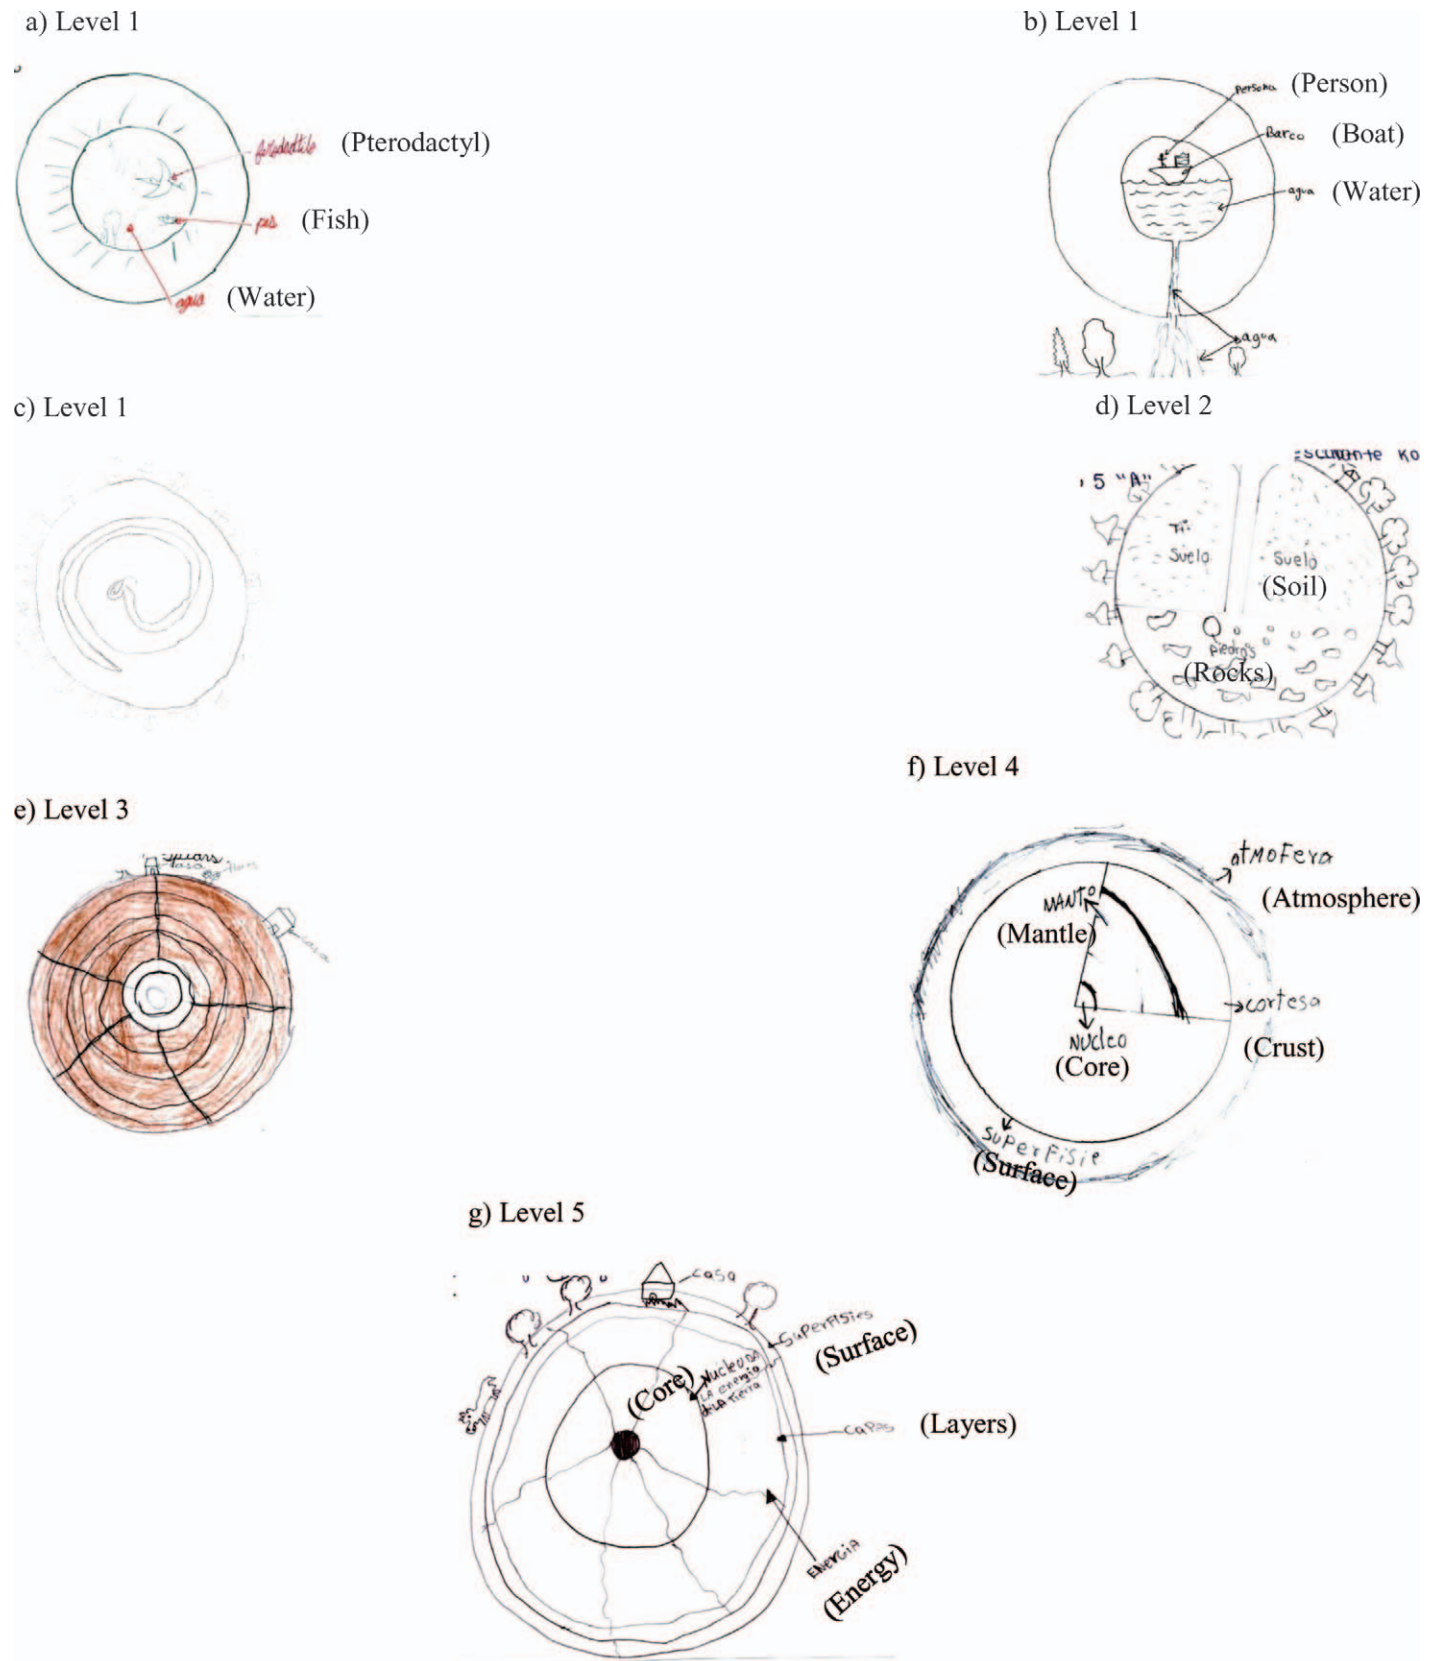 a) Level 1
b) Level 1
(Pterodactyl)
pes (Fish)
agua (Water)
Persona (Person)
Barco (Boat)
agua (Water)
agua
c) Level 1
d) Level 2
5 "A"
Suelo
Suelo
(Soil)
Piedras
(Rocks)
e) Level 3
f) Level 4
casa
casa
atmofera
(Atmosphere)
MANTO
(Mantle)
cortesa
(Crust)
Nucleo
(Core)
SuPerFisie
(Surface)
g) Level 5
casa
SuPerFisies
(Surface)
(Core)
Nucleo DA
LA energia
de LA tierra
capas (Layers)
ENergiA
(Energy)